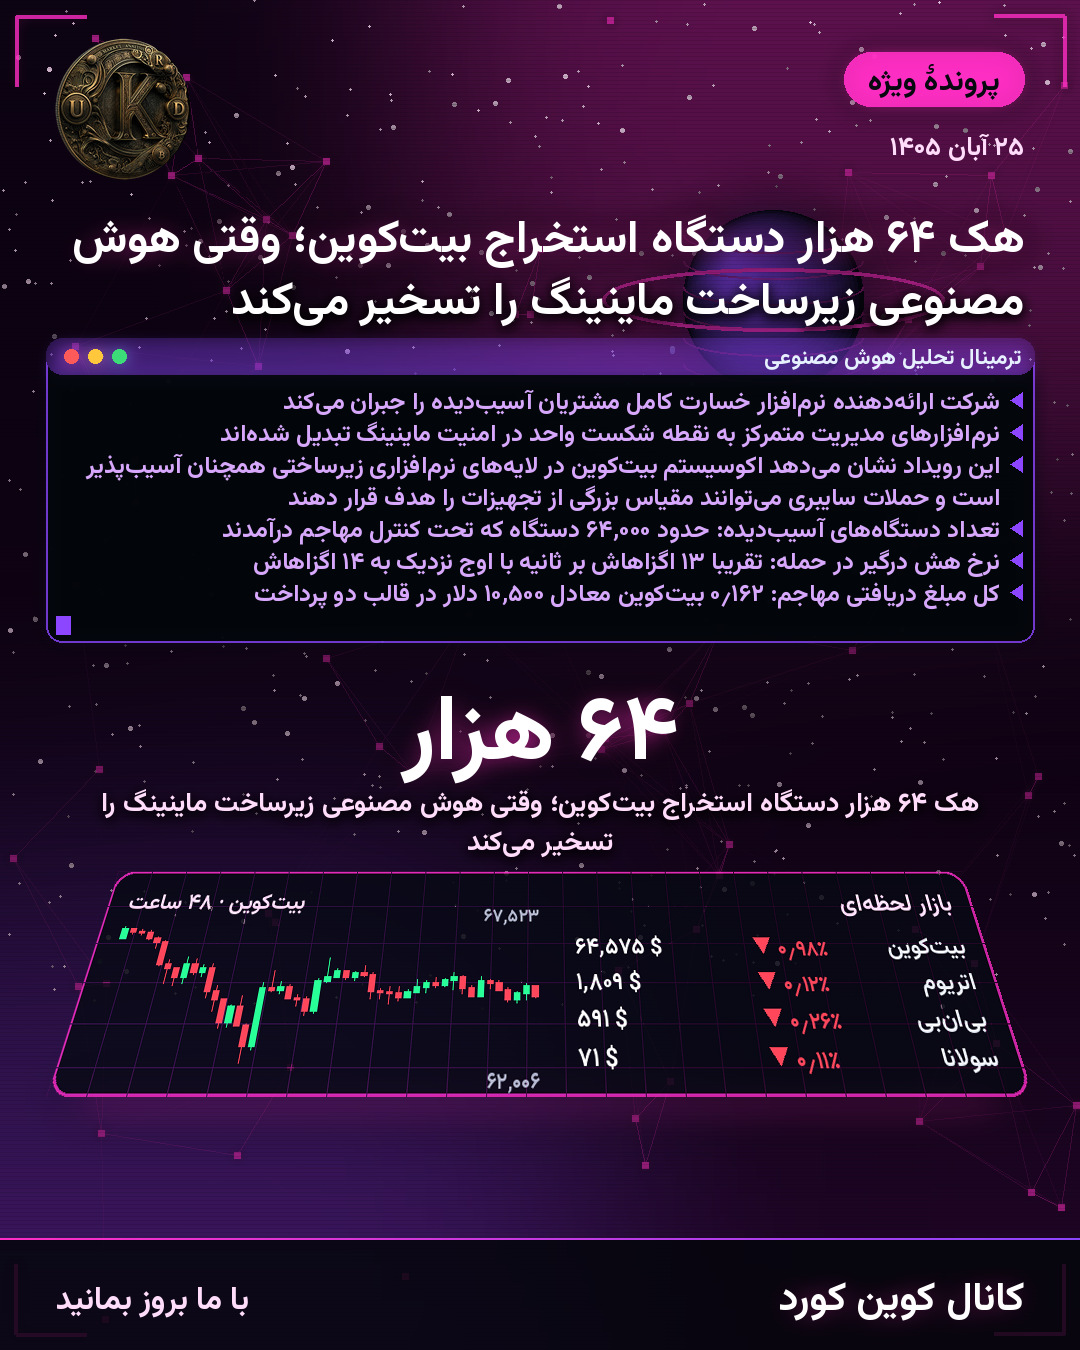 پروندهٔ ویژه
۲۵ آبان ۱۴۰۵
هک ۶۴ هزار دستگاه استخراج بیت‌کوین؛ وقتی هوش
مصنوعی زیرساخت ماینینگ را تسخیر می‌کند
ترمینال تحلیل هوش مصنوعی
شرکت ارائه‌دهنده نرم‌افزار خسارت کامل مشتریان آسیب‌دیده را جبران می‌کند
نرم‌افزارهای مدیریت متمرکز به نقطه شکست واحد در امنیت ماینینگ تبدیل شده‌اند
این رویداد نشان می‌دهد اکوسیستم بیت‌کوین در لایه‌های نرم‌افزاری زیرساختی همچنان آسیب‌پذیر
است و حملات سایبری می‌توانند مقیاس بزرگی از تجهیزات را هدف قرار دهند
تعداد دستگاه‌های آسیب‌دیده: حدود ۶۴,۰۰۰ دستگاه که تحت کنترل مهاجم درآمدند
نرخ هش درگیر در حمله: تقریبا ۱۳ اگزاهاش بر ثانیه با اوج نزدیک به ۱۴ اگزاهاش
کل مبلغ دریافتی مهاجم: ۰٫۱۶۲ بیت‌کوین معادل ۱۰,۵۰۰ دلار در قالب دو پرداخت
۶۴ هزار
هک ۶۴ هزار دستگاه استخراج بیت‌کوین؛ وقتی هوش مصنوعی زیرساخت ماینینگ را
تسخیر می‌کند
بازار لحظه‌ای
بیت‌کوین ▼ ۰٫۹۸٪ ۶۴,۵۷۵ $
اتریوم ▼ ۰٫۱۲٪ ۱,۸۰۹ $
بی‌ان‌بی ▼ ۰٫۲۶٪ ۵۹۱ $
سولانا ▼ ۰٫۱۱٪ ۷۱ $
بیت‌کوین · ۴۸ ساعت
۶۷,۵۲۳
۶۲,۰۰۶
کانال کوین کورد
با ما بروز بمانید
K
U
R
D